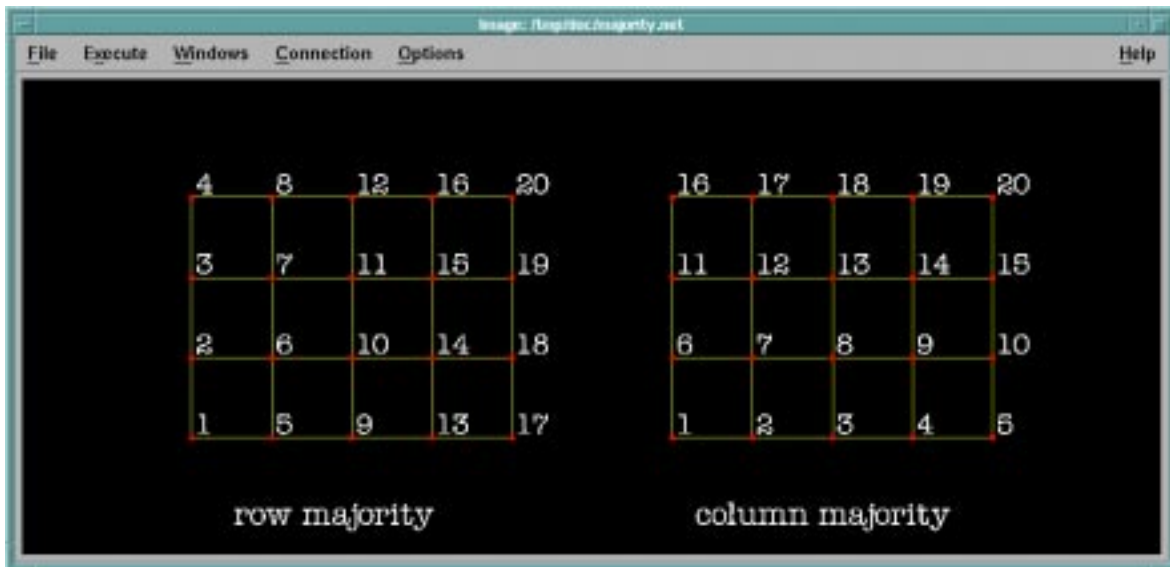 Image: /tmp/doc/majority.net
File Execute Windows Connection Options Help
4 8 12 16 20 16 17 18 19 20
3 7 11 15 19 11 12 13 14 15
2 6 10 14 18 6 7 8 9 10
1 5 9 13 17 1 2 3 4 5
row majority column majority